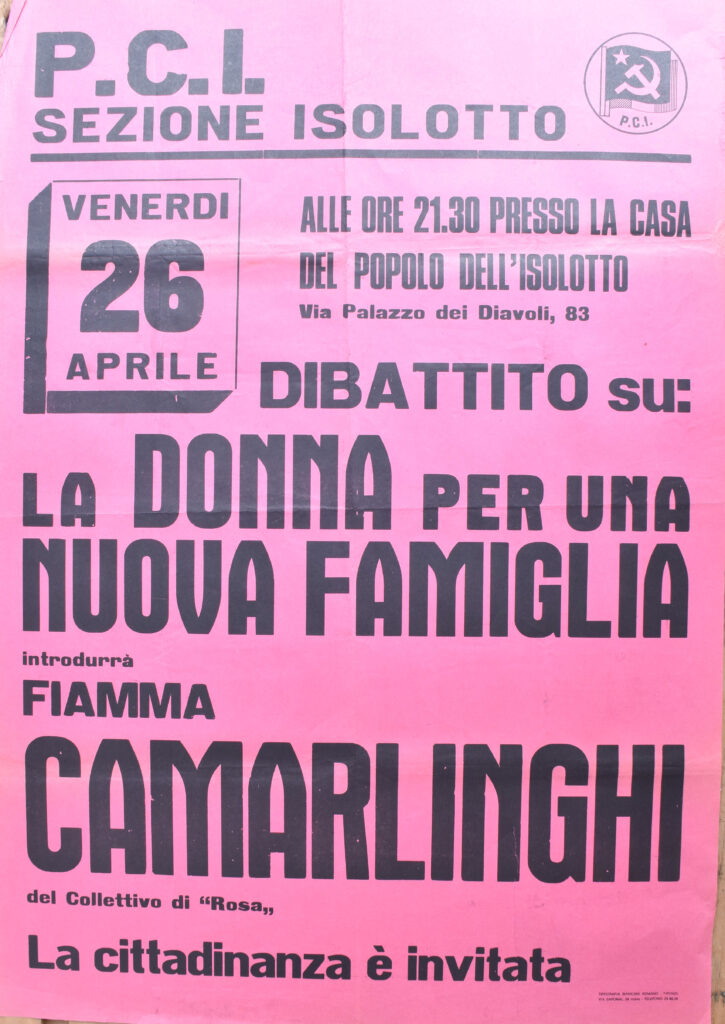 P.C.I.
SEZIONE ISOLOTTO
P.C.I.
VENERDI
26
APRILE
ALLE ORE 21.30 PRESSO LA CASA
DEL POPOLO DELL'ISOLOTTO
Via Palazzo dei Diavoli, 83
DIBATTITO su:
LA DONNA PER UNA
NUOVA FAMIGLIA
introdurrà
FIAMMA
CAMARLINGHI
del Collettivo di “Rosa„
La cittadinanza è invitata